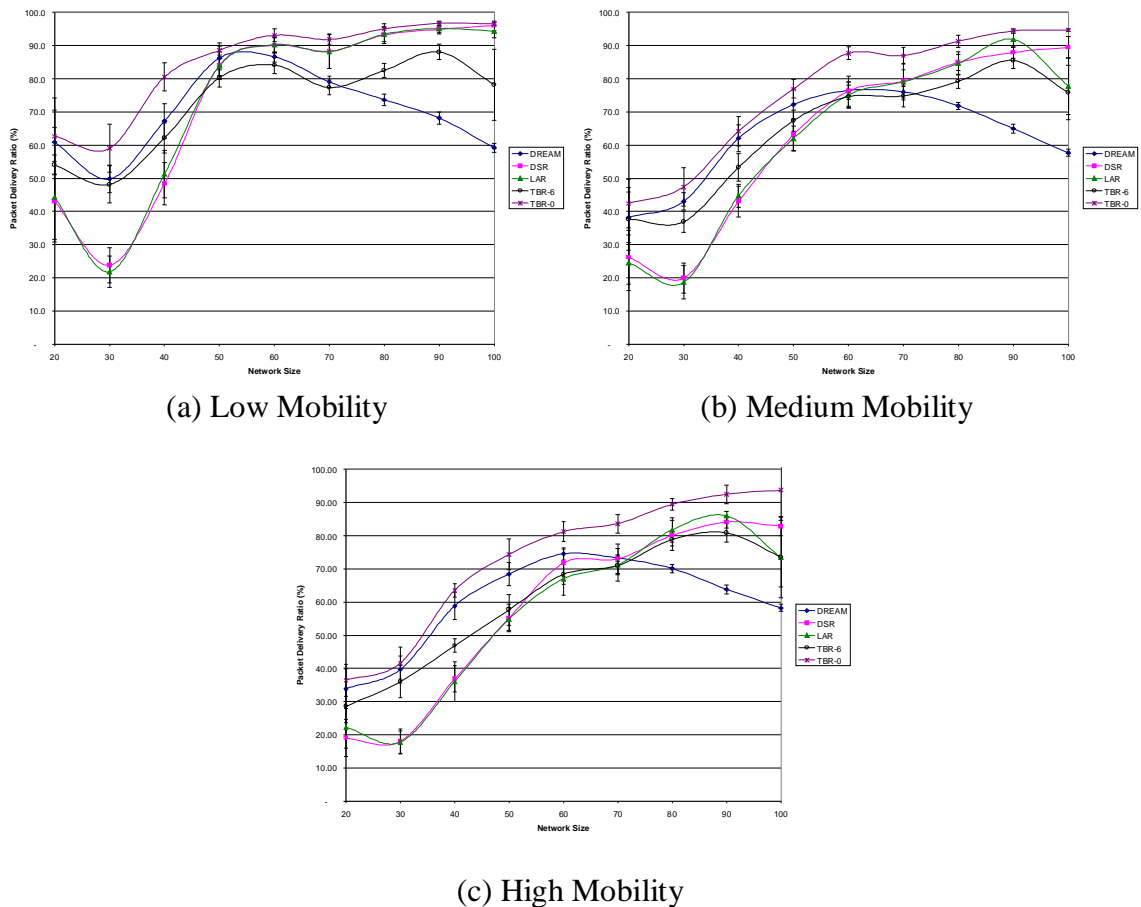 100.0
90.0
80.0
70.0
60.0
50.0
40.0
30.0
20.0
10.0
-
Packet Delivery Ratio (%)
20 30 40 50 60 70 80 90 100
Network Size
DREAM
DSR
LAR
TBR-6
TBR-0
(a) Low Mobility
100.0
90.0
80.0
70.0
60.0
50.0
40.0
30.0
20.0
10.0
-
Packet Delivery Ratio (%)
20 30 40 50 60 70 80 90 100
Network Size
DREAM
DSR
LAR
TBR-6
TBR-0
(b) Medium Mobility
100.00
90.00
80.00
70.00
60.00
50.00
40.00
30.00
20.00
10.00
-
Packet Delivery Ratio (%)
20 30 40 50 60 70 80 90 100
Network Size
DREAM
DSR
LAR
TBR-6
TBR-0
(c) High Mobility